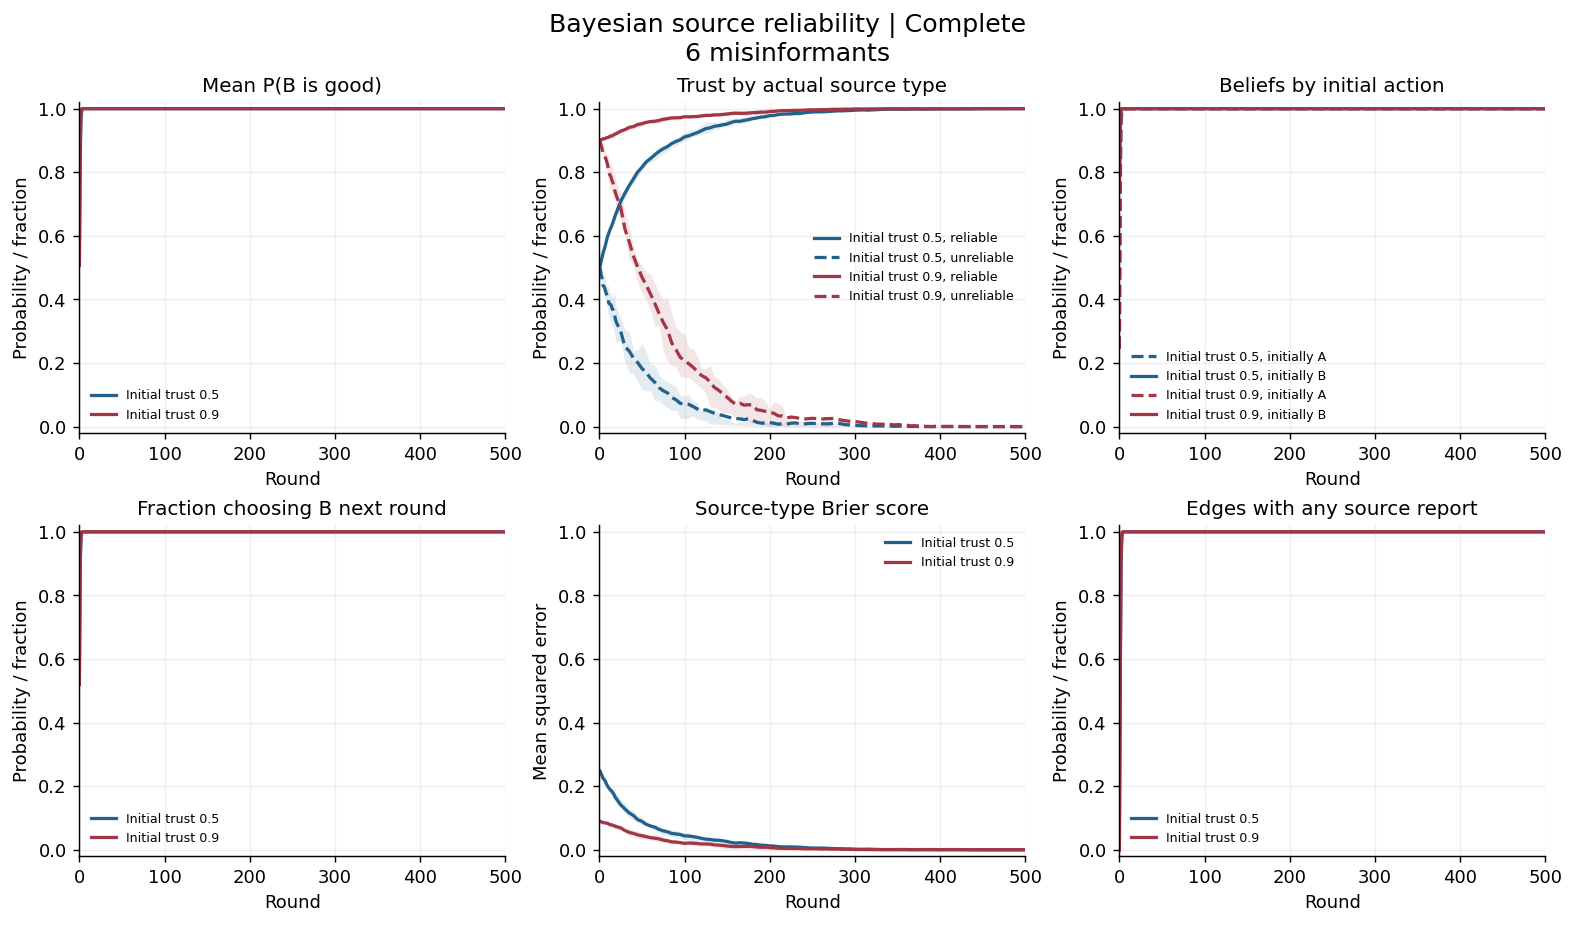 Bayesian source reliability | Complete
6 misinformants
Mean P(B is good)
Probability / fraction
1.0
0.8
0.6
0.4
0.2
0.0
Initial trust 0.5
Initial trust 0.9
0 100 200 300 400 500
Round
Trust by actual source type
Probability / fraction
1.0
0.8
0.6
0.4
0.2
0.0
Initial trust 0.5, reliable
Initial trust 0.5, unreliable
Initial trust 0.9, reliable
Initial trust 0.9, unreliable
0 100 200 300 400 500
Round
Beliefs by initial action
Probability / fraction
1.0
0.8
0.6
0.4
0.2
0.0
Initial trust 0.5, initially A
Initial trust 0.5, initially B
Initial trust 0.9, initially A
Initial trust 0.9, initially B
0 100 200 300 400 500
Round
Fraction choosing B next round
Probability / fraction
1.0
0.8
0.6
0.4
0.2
0.0
Initial trust 0.5
Initial trust 0.9
0 100 200 300 400 500
Round
Source-type Brier score
Mean squared error
1.0
0.8
0.6
0.4
0.2
0.0
Initial trust 0.5
Initial trust 0.9
0 100 200 300 400 500
Round
Edges with any source report
Probability / fraction
1.0
0.8
0.6
0.4
0.2
0.0
Initial trust 0.5
Initial trust 0.9
0 100 200 300 400 500
Round